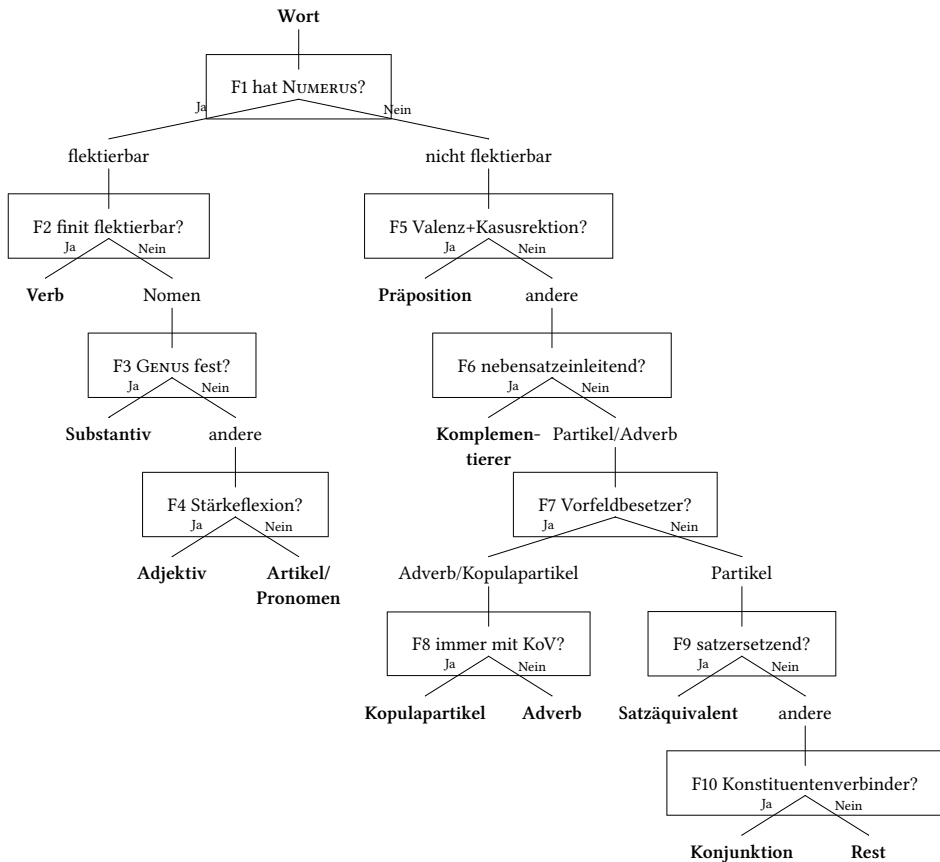 Wort
F1 hat NUMERUS?
Ja
Nein
flektierbar
nicht flektierbar
F2 finit flektierbar?
F5 Valenz+Kasusrektion?
Ja
Nein
Ja
Nein
Verb
Nomen
Präposition
andere
F3 GENUS fest?
F6 nebensatzeinleitend?
Ja
Nein
Ja
Nein
Substantiv
andere
Komplemen-
tierer
Partikel/Adverb
F4 Stärkeflexion?
F7 Vorfeldbesetzer?
Ja
Nein
Ja
Nein
Adjektiv
Artikel/
Pronomen
Adverb/Kopulapartikel
Partikel
F8 immer mit KoV?
F9 satzersetzend?
Ja
Nein
Ja
Nein
Kopulapartikel
Adverb
Satzäquivalent
andere
F10 Konstituentenverbinder?
Ja
Nein
Konjunktion
Rest